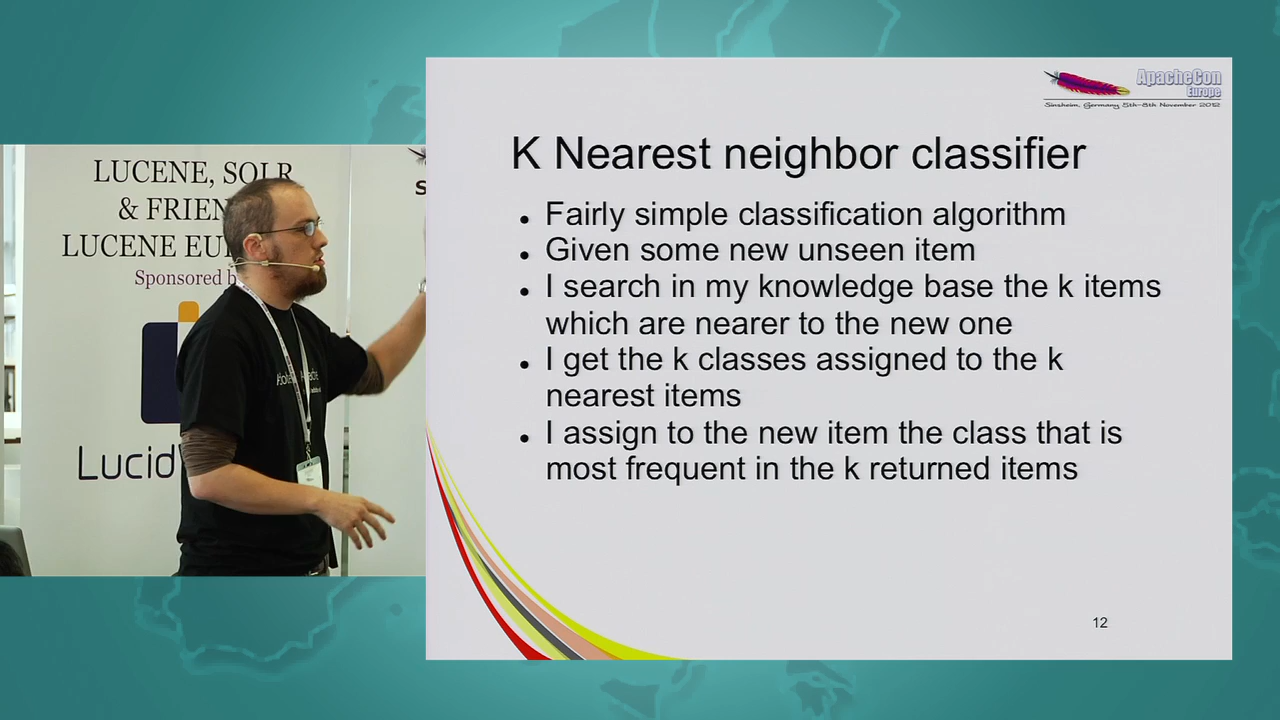 LUCENE, SOLR
& FRIEN
LUCENE EU
Sponsored b
Lucid
S
ApacheCon
Europe
Sinsheim, Germany, 5th-8th November 2012
K Nearest neighbor classifier
• Fairly simple classification algorithm
• Given some new unseen item
• I search in my knowledge base the k items
which are nearer to the new one
• I get the k classes assigned to the k
nearest items
• I assign to the new item the class that is
most frequent in the k returned items
12